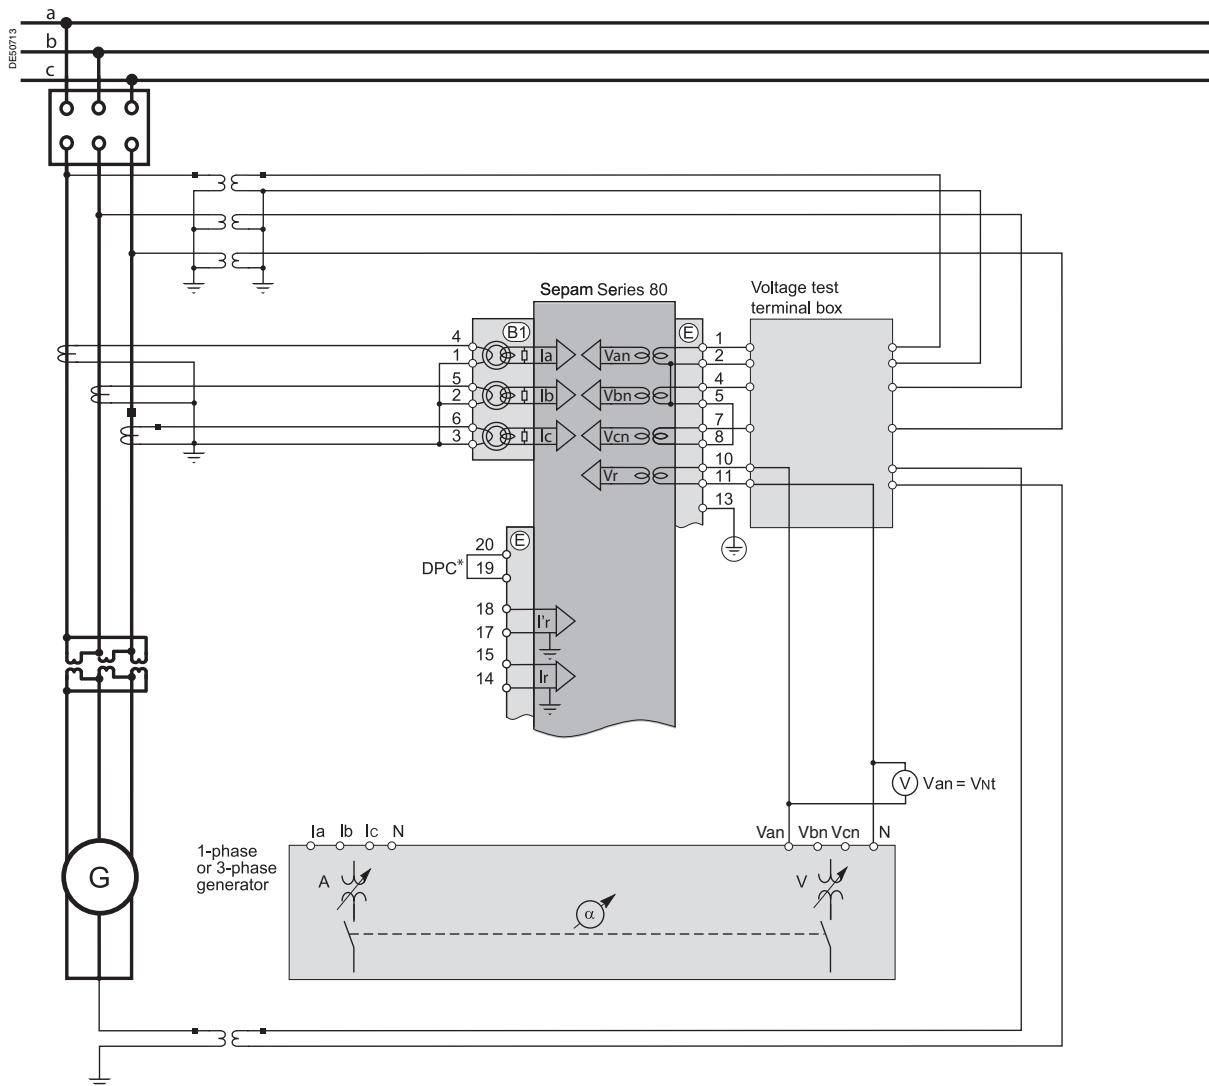 a
b
c
DE50713
Sepam Series 80
Voltage test
terminal box
B1
E
4
1
5
2
6
3
Ia
Ib
Ic
Van
Vbn
Vcn
Vr
1
2
4
5
7
8
10
11
13
E
20
19
DPC*
18
17
15
14
I'r
Ir
V
Van = VNt
Ia Ib Ic N
Van Vbn Vcn N
1-phase
or 3-phase
generator
A
V
α
G